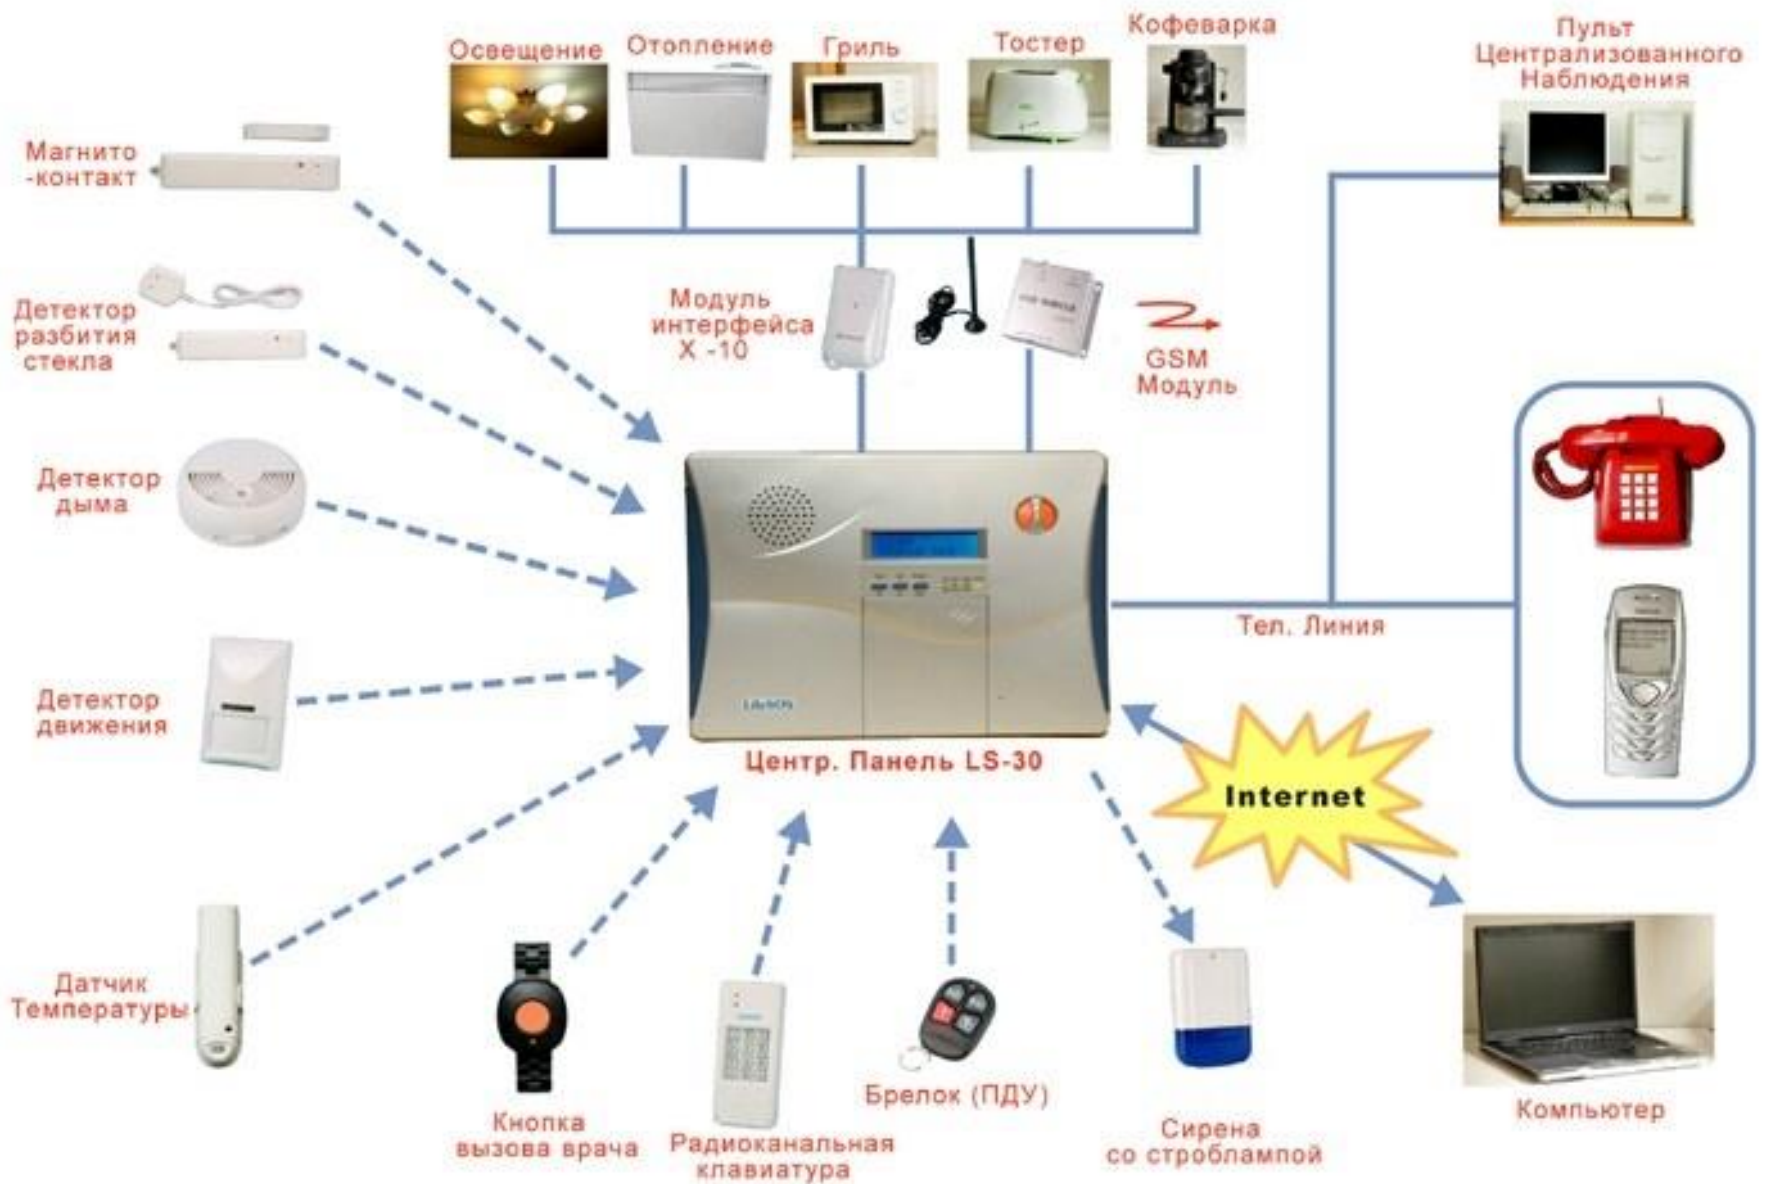 Освещение
Отопление
Гриль
Тостер
Кофеварка
Пульт
Централизованного
Наблюдения
Магнито
-контакт
Детектор
разбития
стекла
Модуль
интерфейса
X -10
GSM
Модуль
Детектор
дыма
Тел. Линия
Детектор
движения
LifeSOS
Центр. Панель LS-30
Internet
Датчик
Температуры
Кнопка
вызова врача
Радиоканальная
клавиатура
Брелок (ПДУ)
Сирена
со строблампой
Компьютер